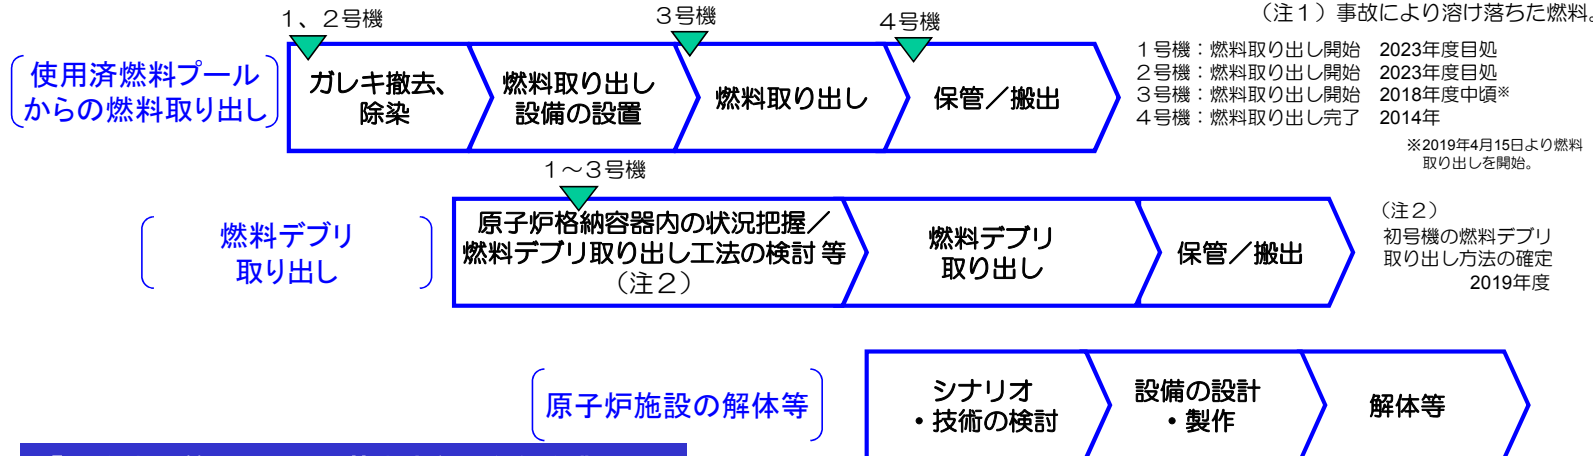 （注１）事故により溶け落ちた燃料。
１、２号機
３号機
４号機
使用済燃料プール
からの燃料取り出し
ガレキ撤去、
除染
燃料取り出し
設備の設置
燃料取り出し
保管／搬出
１号機：燃料取り出し開始　2023年度目処
２号機：燃料取り出し開始　2023年度目処
３号機：燃料取り出し開始　2018年度中頃※
４号機：燃料取り出し完了　2014年
※2019年4月15日より燃料
取り出しを開始。
１～３号機
燃料デブリ
取り出し
原子炉格納容器内の状況把握／
燃料デブリ取り出し工法の検討 等
（注２）
燃料デブリ
取り出し
保管／搬出
（注２）
初号機の燃料デブリ
取り出し方法の確定
2019年度
原子炉施設の解体等
シナリオ
・技術の検討
設備の設計
・製作
解体等